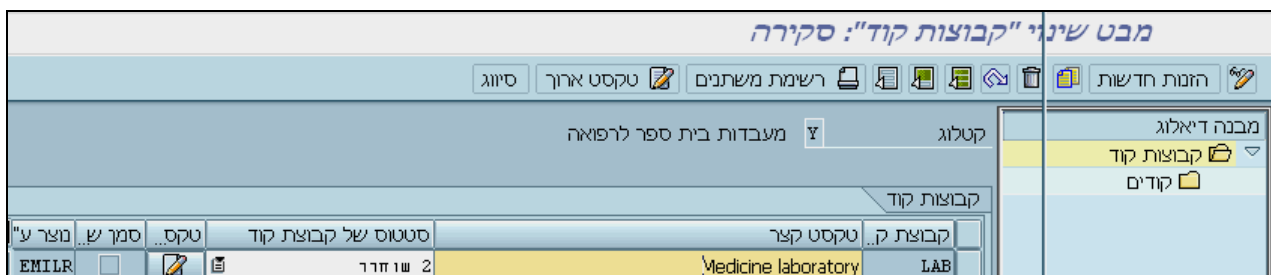 מבט שינוי "קבוצות קוד": סקירה
הזנות חדשות רשימת משתנים טקסט ארוך סיווג
מבנה דיאלוג
קבוצות קוד
קודים
קטלוג Y מעבדות בית ספר לרפואה
קבוצות קוד
קבוצת ק.. טקסט קצר סטטוס של קבוצת קוד טקס... סמן ש.. נוצר ע"
LAB Medicine laboratory 2 שוחרר EMILR